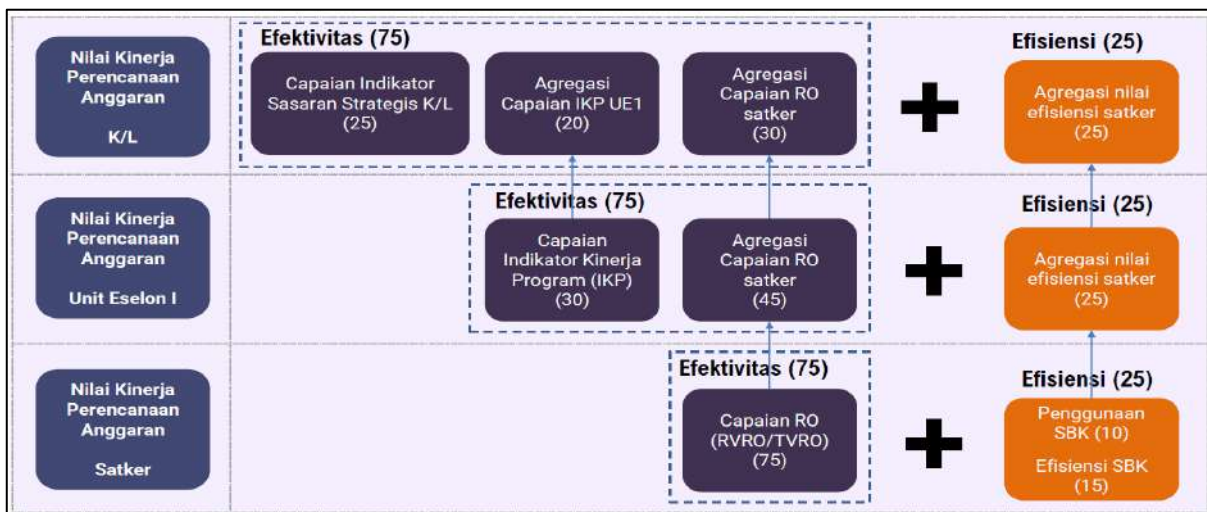 Nilai Kinerja
Perencanaan
Anggaran
K/L
Efektivitas (75)
Capaian Indikator
Sasaran Strategis K/L
(25)
Agregasi
Capaian IKP UE1
(20)
Agregasi
Capaian RO
satker
(30)
Efisiensi (25)
Agregasi nilai
efisiensi satker
(25)
Nilai Kinerja
Perencanaan
Anggaran
Unit Eselon I
Efektivitas (75)
Capaian
Indikator Kinerja
Program (IKP)
(30)
Agregasi
Capaian RO
satker
(45)
Efisiensi (25)
Agregasi nilai
efisiensi satker
(25)
Nilai Kinerja
Perencanaan
Anggaran
Satker
Efektivitas (75)
Capaian RO
(RVRO/TVRO)
(75)
Efisiensi (25)
Penggunaan
SBK (10)
Efisiensi SBK
(15)